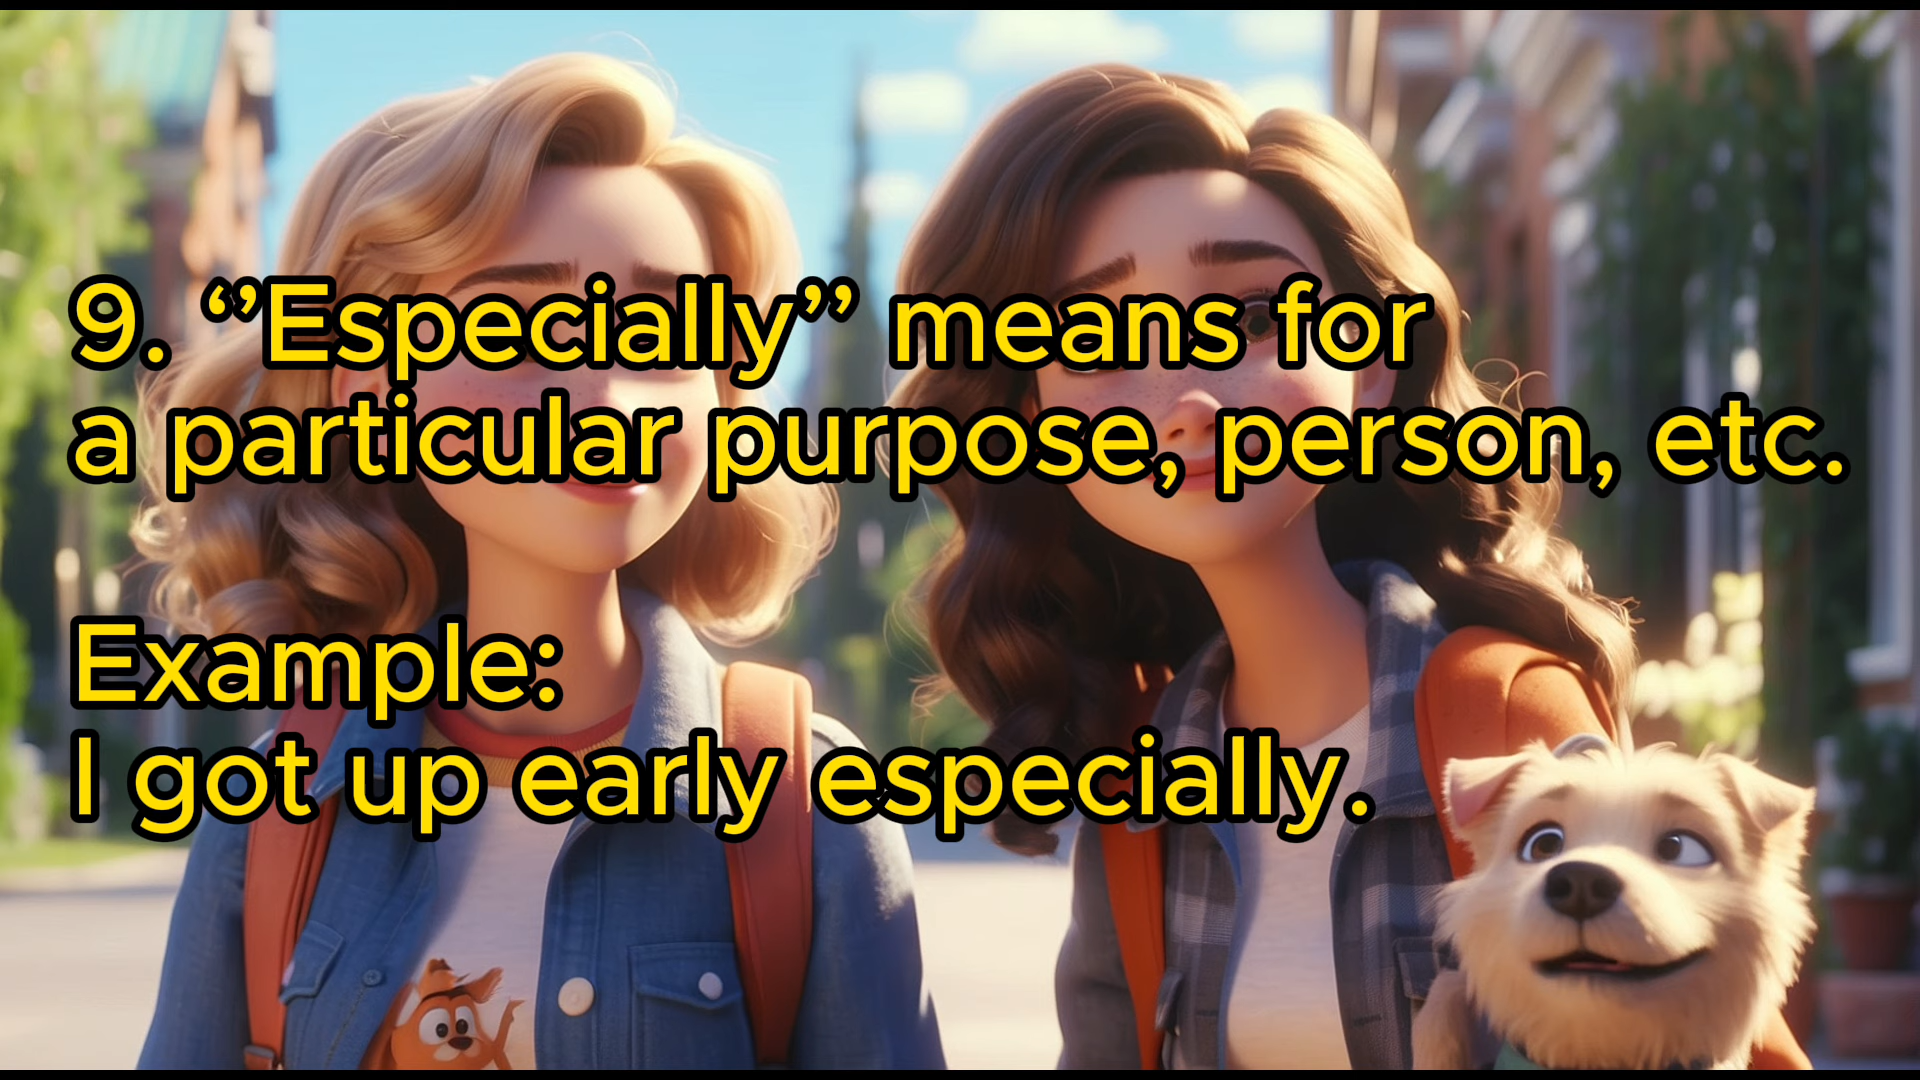 9. ‘’Especially’’ means for
a particular purpose, person, etc.
Example:
I got up early especially.